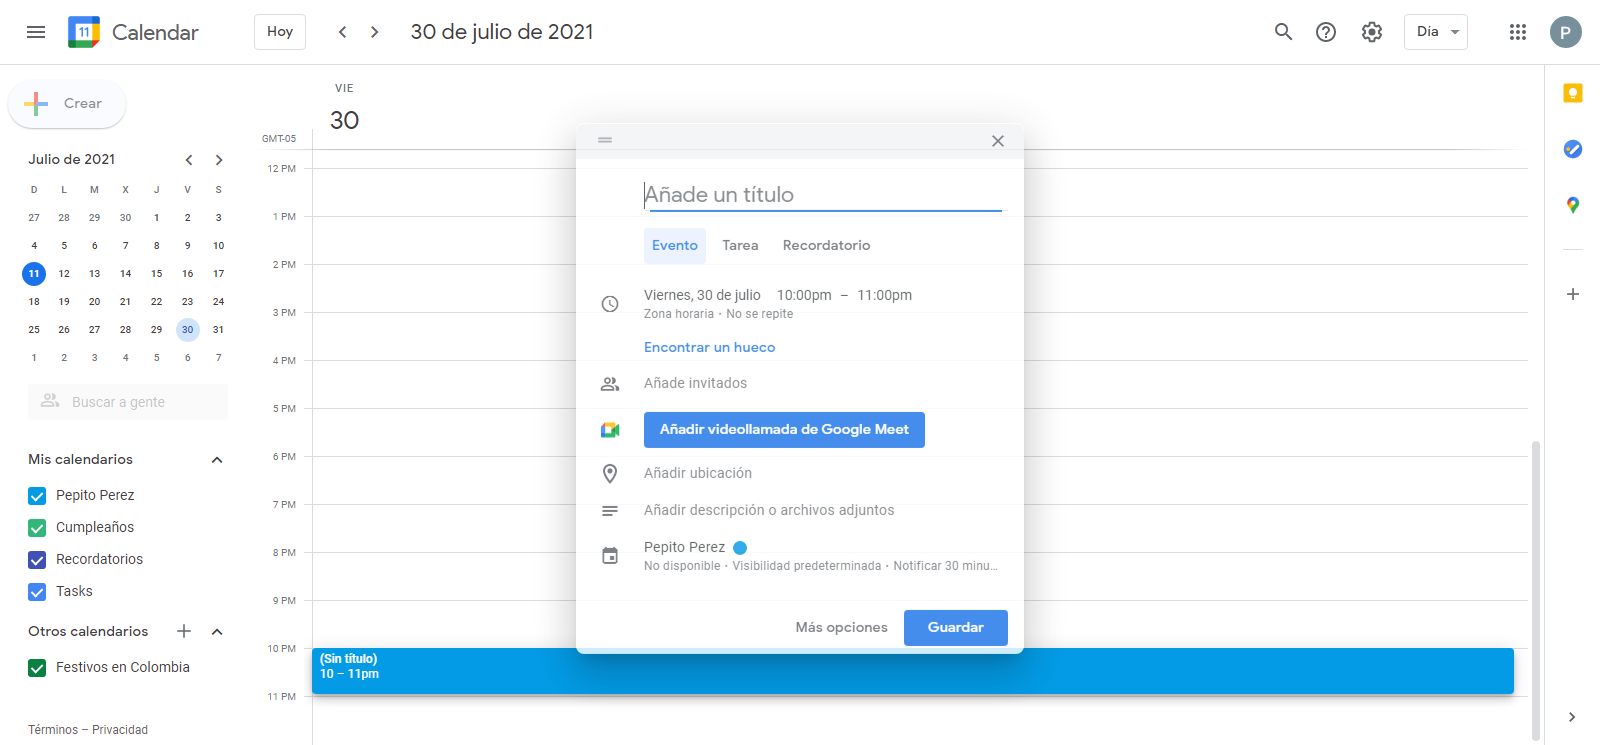 11 Calendar Hoy 30 de julio de 2021 Día P
Crear
Julio de 2021
D L M X J V S
27 28 29 30 1 2 3
4 5 6 7 8 9 10
11 12 13 14 15 16 17
18 19 20 21 22 23 24
25 26 27 28 29 30 31
1 2 3 4 5 6 7
Buscar a gente
Mis calendarios
Pepito Perez
Cumpleaños
Recordatorios
Tasks
Otros calendarios
Festivos en Colombia
Términos – Privacidad
VIE
30
GMT-05
12 PM
1 PM
2 PM
3 PM
4 PM
5 PM
6 PM
7 PM
8 PM
9 PM
10 PM
11 PM
Añade un título
Evento Tarea Recordatorio
Viernes, 30 de julio 10:00pm – 11:00pm
Zona horaria · No se repite
Encontrar un hueco
Añade invitados
Añadir videollamada de Google Meet
Añadir ubicación
Añadir descripción o archivos adjuntos
Pepito Perez
No disponible · Visibilidad predeterminada · Notificar 30 minu...
Más opciones Guardar
(Sin título)
10 – 11pm